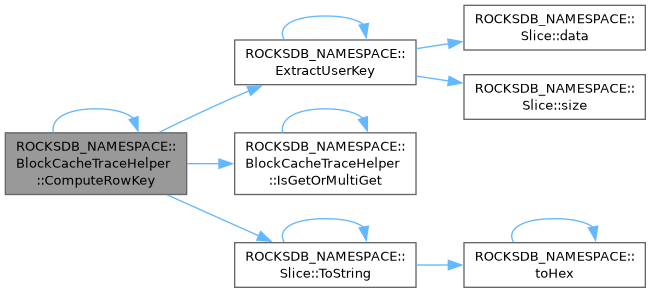 ROCKSDB_NAMESPACE::
BlockCacheTraceHelper
::ComputeRowKey
ROCKSDB_NAMESPACE::
ExtractUserKey
ROCKSDB_NAMESPACE::
Slice::data
ROCKSDB_NAMESPACE::
Slice::size
ROCKSDB_NAMESPACE::
BlockCacheTraceHelper
::IsGetOrMultiGet
ROCKSDB_NAMESPACE::
Slice::ToString
ROCKSDB_NAMESPACE::
toHex